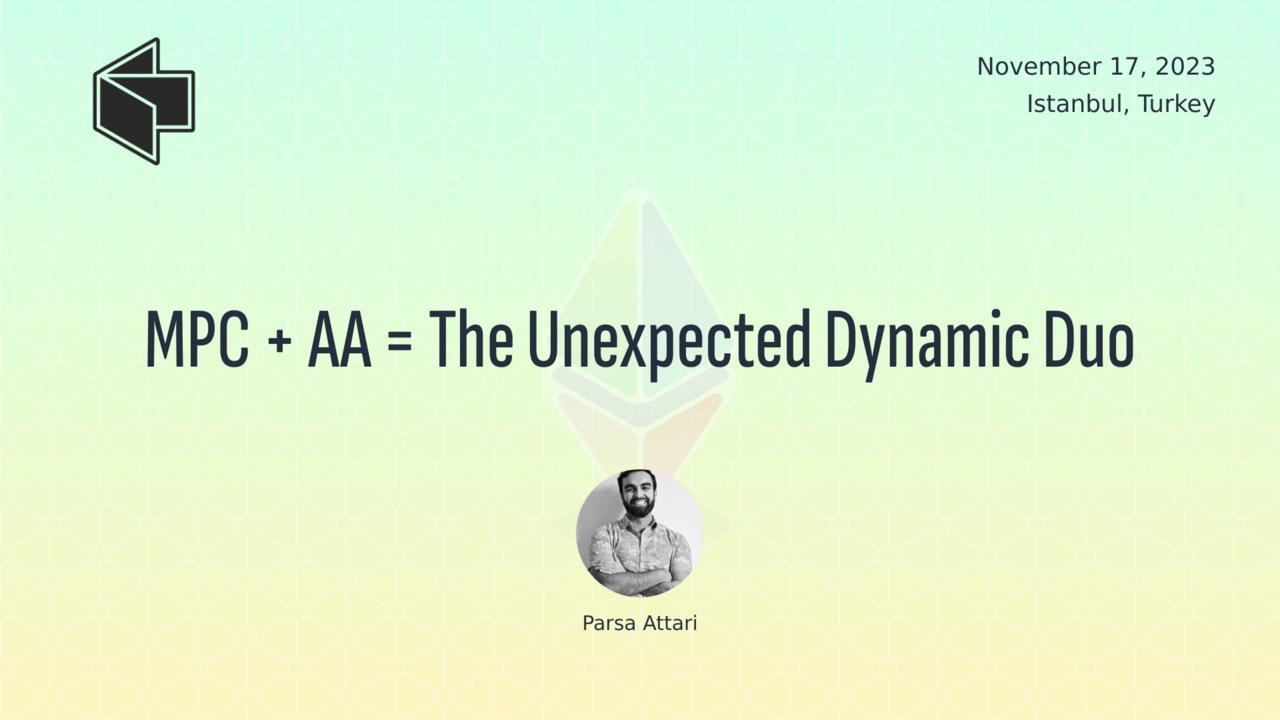 November 17, 2023
Istanbul, Turkey
MPC + AA = The Unexpected Dynamic Duo
Parsa Attari